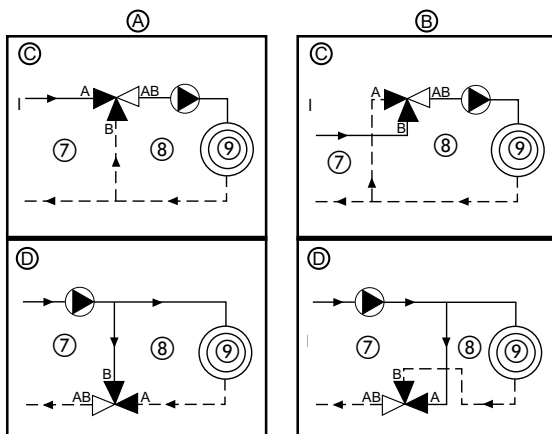 Ⓐ Ⓑ
Ⓒ
A AB
B
⑦ ⑧ ⑨
Ⓒ
A AB
B
⑦ ⑧ ⑨
Ⓓ
⑦ ⑧ ⑨
B
AB A
Ⓓ
⑦ ⑧ ⑨
B
AB A